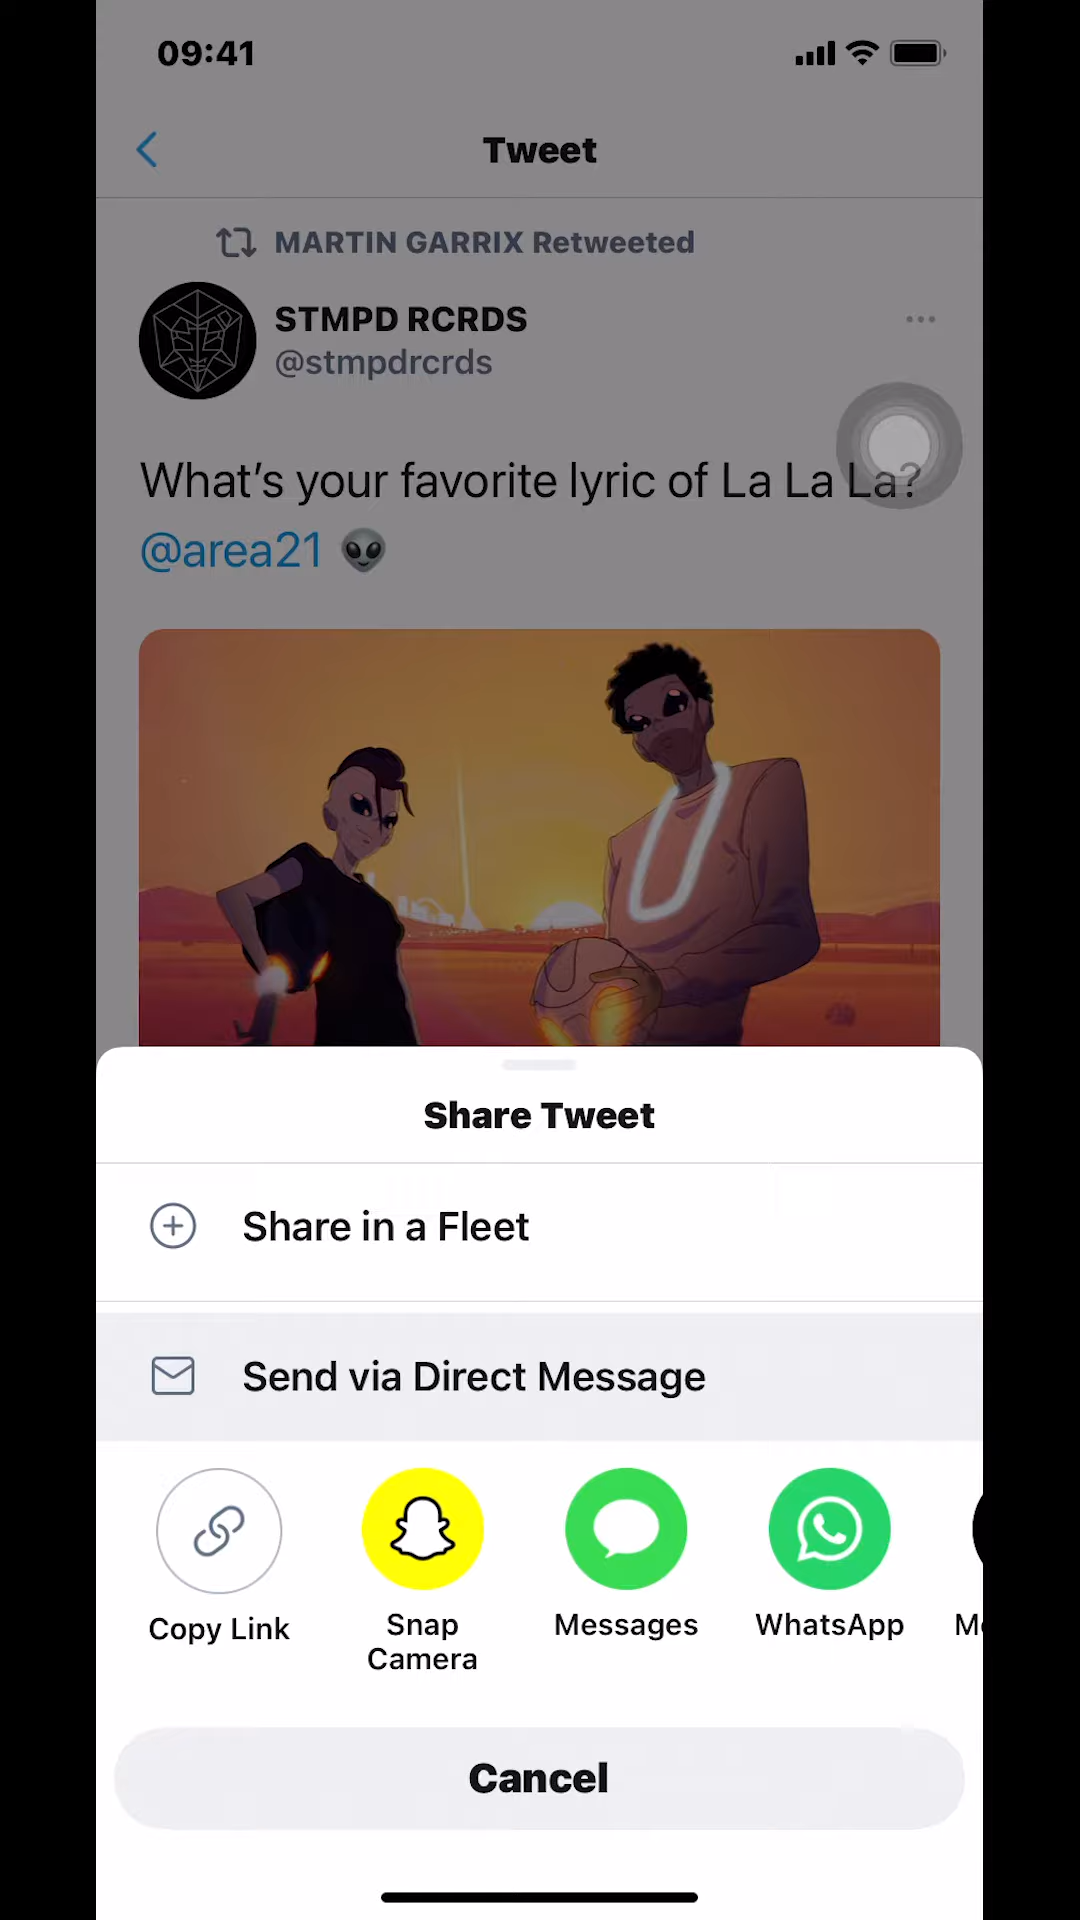 09:41
Tweet
MARTIN GARRIX Retweeted
STMPD RCRDS
@stmpdrcrds
What's your favorite lyric of La La La?
@area21 👽
Share Tweet
Share in a Fleet
Send via Direct Message
Copy Link
Snap
Camera
Messages
WhatsApp
Cancel